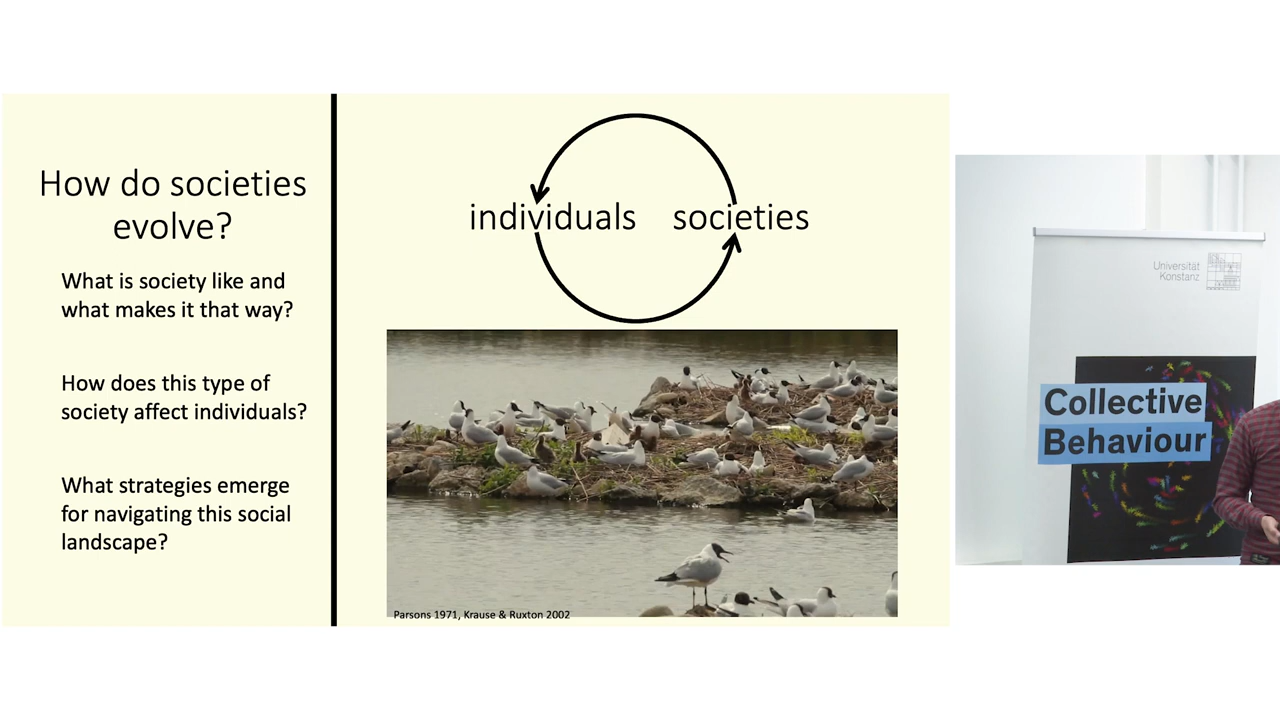 How do societies
evolve?
What is society like and
what makes it that way?
How does this type of
society affect individuals?
What strategies emerge
for navigating this social
landscape?
individuals societies
Parsons 1971, Krause & Ruxton 2002
Universität
Konstanz
Collective
Behaviour